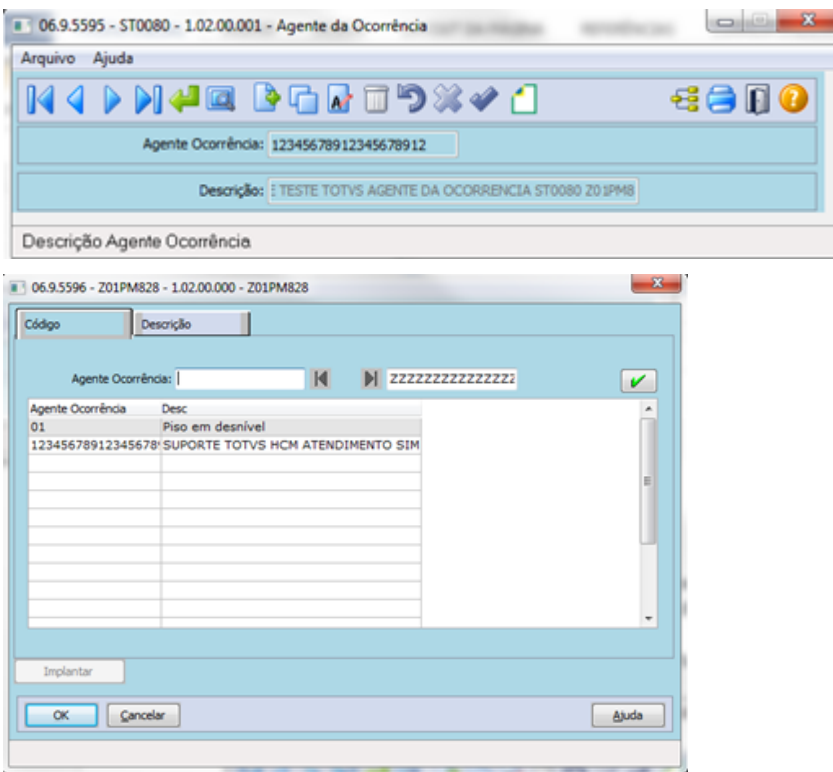 06.9.5595 - ST0080 - 1.02.00.001 - Agente da Ocorrência
Arquivo Ajuda
Agente Ocorrência: 12345678912345678912
Descrição: E TESTE TOTVS AGENTE DA OCORRENCIA ST0080 Z01PM8
Descrição Agente Ocorrência
06.9.5596 - Z01PM828 - 1.02.00.000 - Z01PM828
Código Descrição
Agente Ocorrência: ZZZZZZZZZZZZZZZ
Agente Ocorrência Desc
01 Piso em desnível
123456789123456789 SUPORTE TOTVS HCM ATENDIMENTO SIM
Implantar
OK Cancelar Ajuda